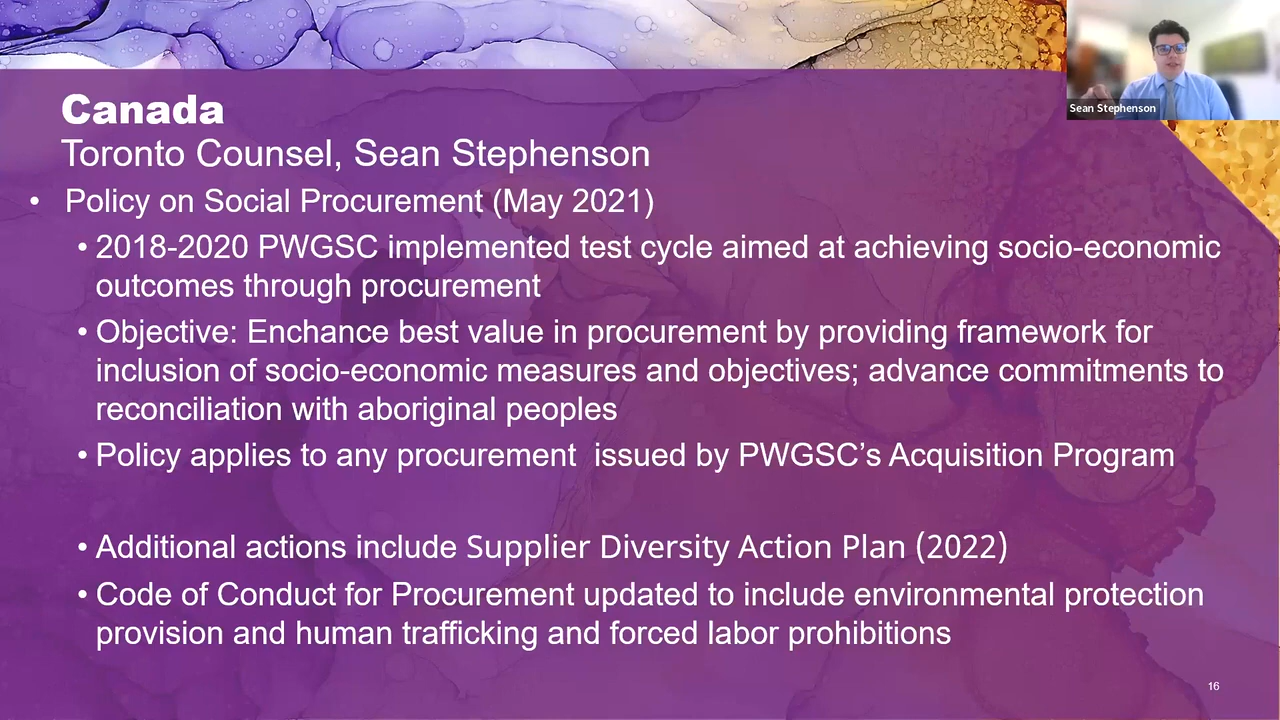 Canada
Toronto Counsel, Sean Stephenson
• Policy on Social Procurement (May 2021)
• 2018-2020 PWGSC implemented test cycle aimed at achieving socio-economic
outcomes through procurement
• Objective: Enchance best value in procurement by providing framework for
inclusion of socio-economic measures and objectives; advance commitments to
reconciliation with aboriginal peoples
• Policy applies to any procurement  issued by PWGSC’s Acquisition Program
• Additional actions include Supplier Diversity Action Plan (2022)
• Code of Conduct for Procurement updated to include environmental protection
provision and human trafficking and forced labor prohibitions
16
Sean Stephenson